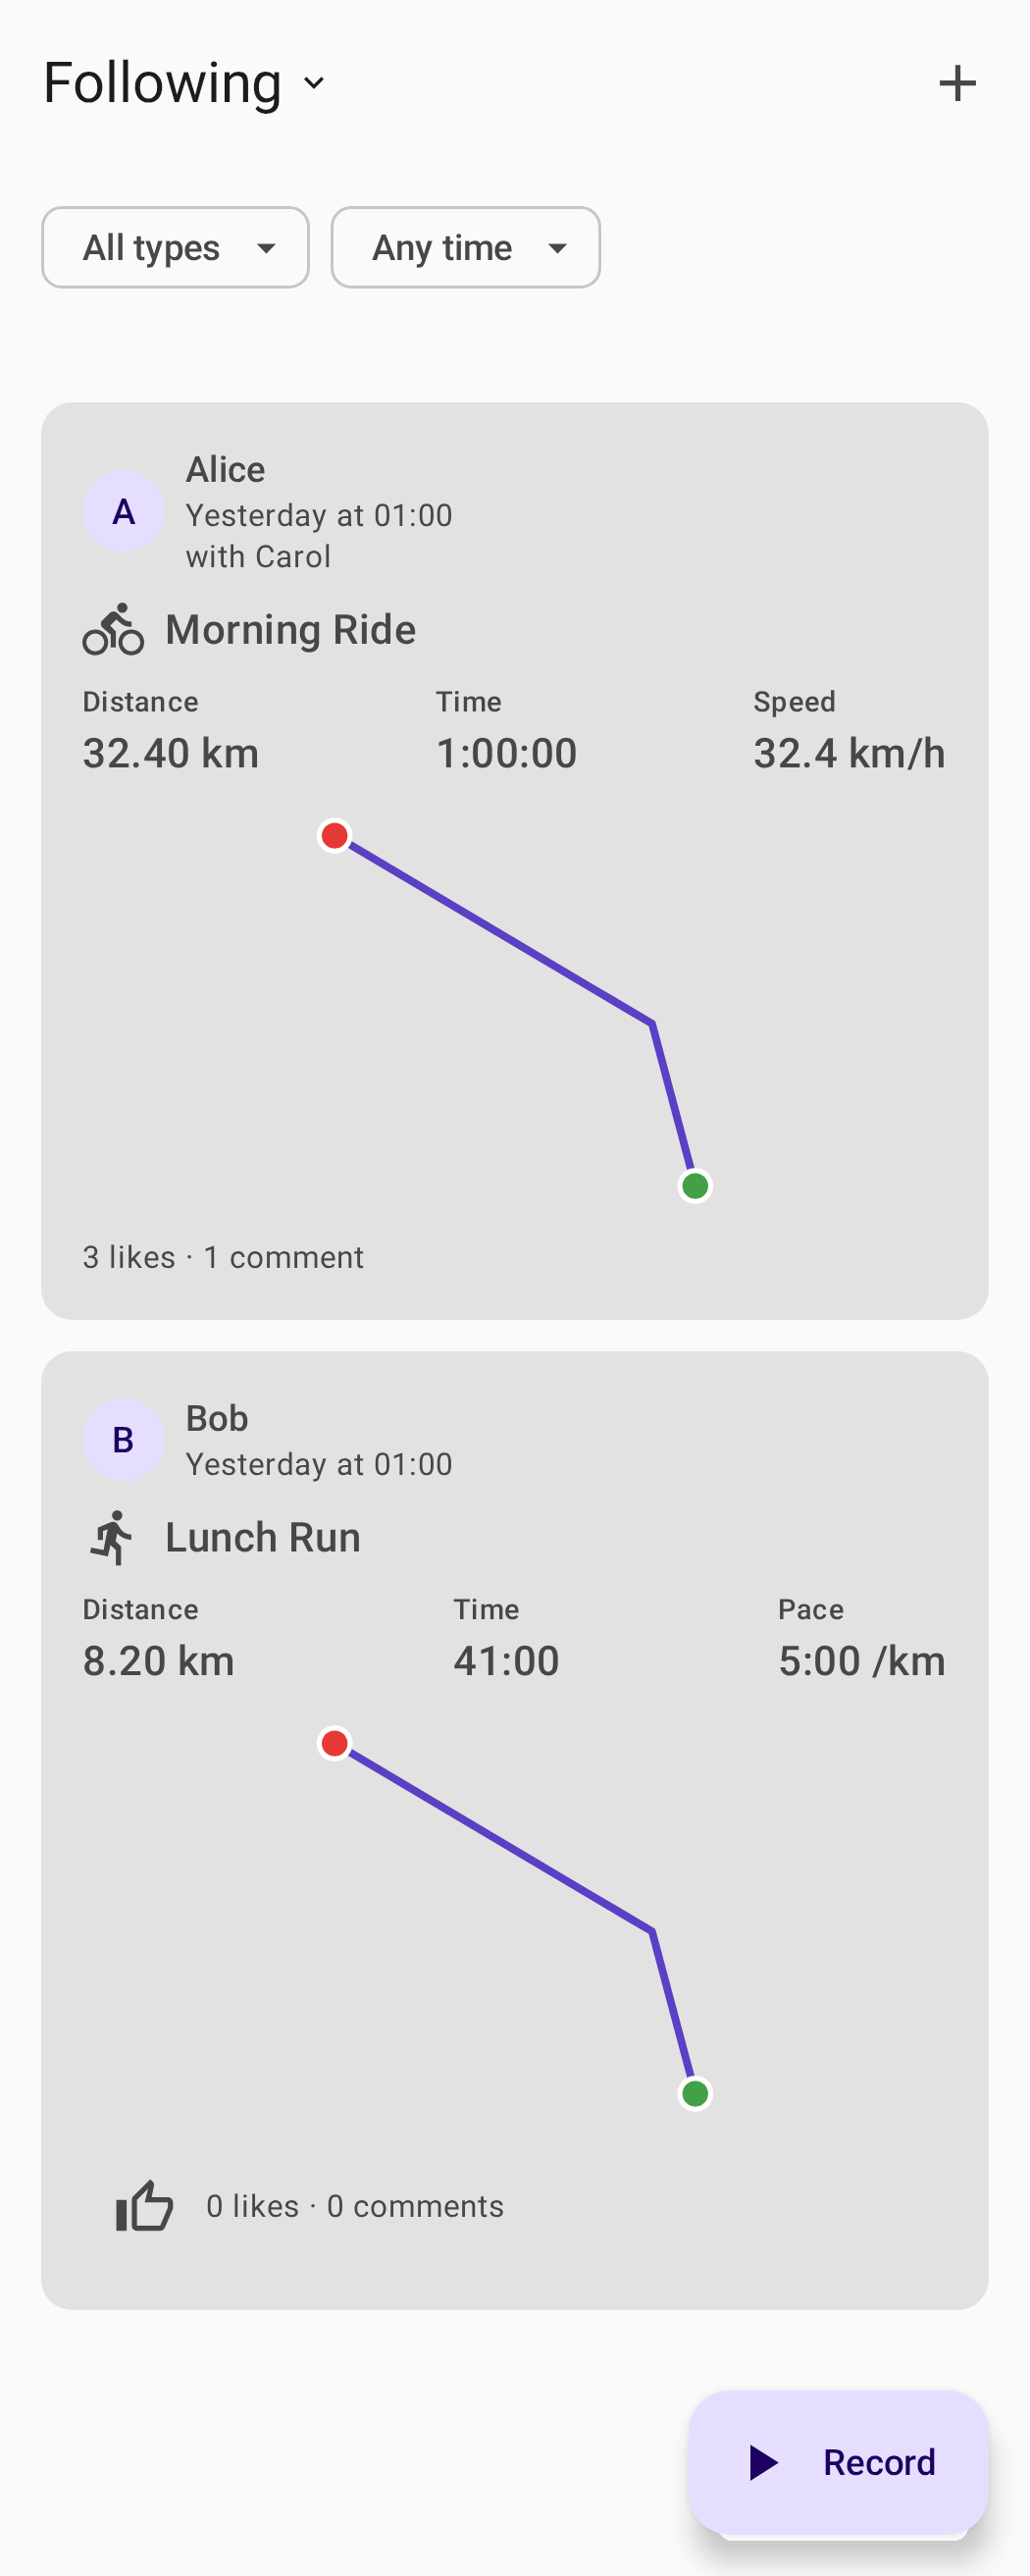 Following
All types
Any time
A
Alice
Yesterday at 01:00
with Carol
Morning Ride
Distance Time Speed
32.40 km 1:00:00 32.4 km/h
3 likes · 1 comment
B
Bob
Yesterday at 01:00
Lunch Run
Distance Time Pace
8.20 km 41:00 5:00 /km
0 likes · 0 comments
Record